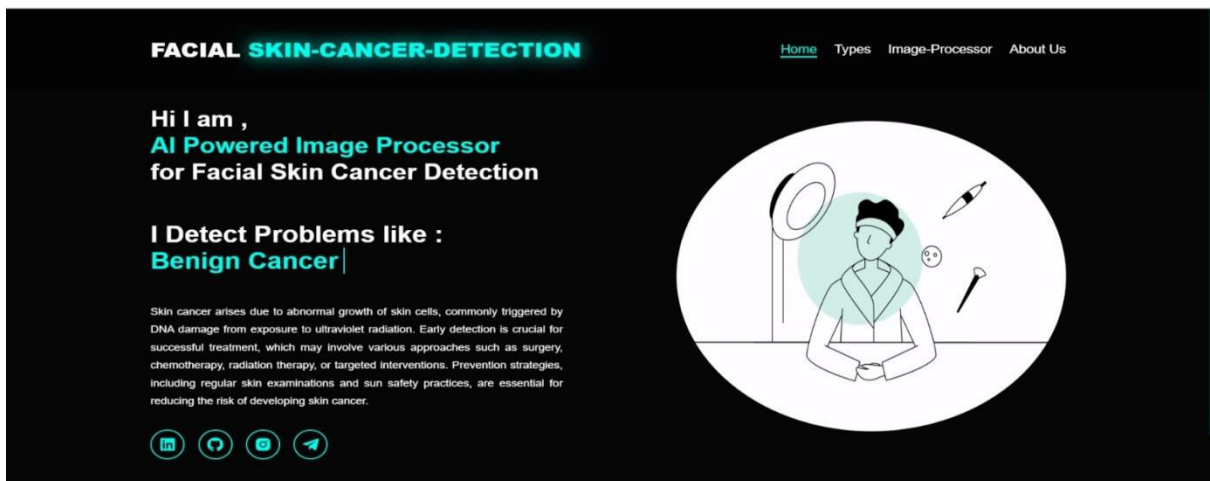 FACIAL SKIN-CANCER-DETECTION
Home Types Image-Processor About Us
Hi I am ,
AI Powered Image Processor
for Facial Skin Cancer Detection
I Detect Problems like :
Benign Cancer
Skin cancer arises due to abnormal growth of skin cells, commonly triggered by
DNA damage from exposure to ultraviolet radiation. Early detection is crucial for
successful treatment, which may involve various approaches such as surgery,
chemotherapy, radiation therapy, or targeted interventions. Prevention strategies,
including regular skin examinations and sun safety practices, are essential for
reducing the risk of developing skin cancer.
in